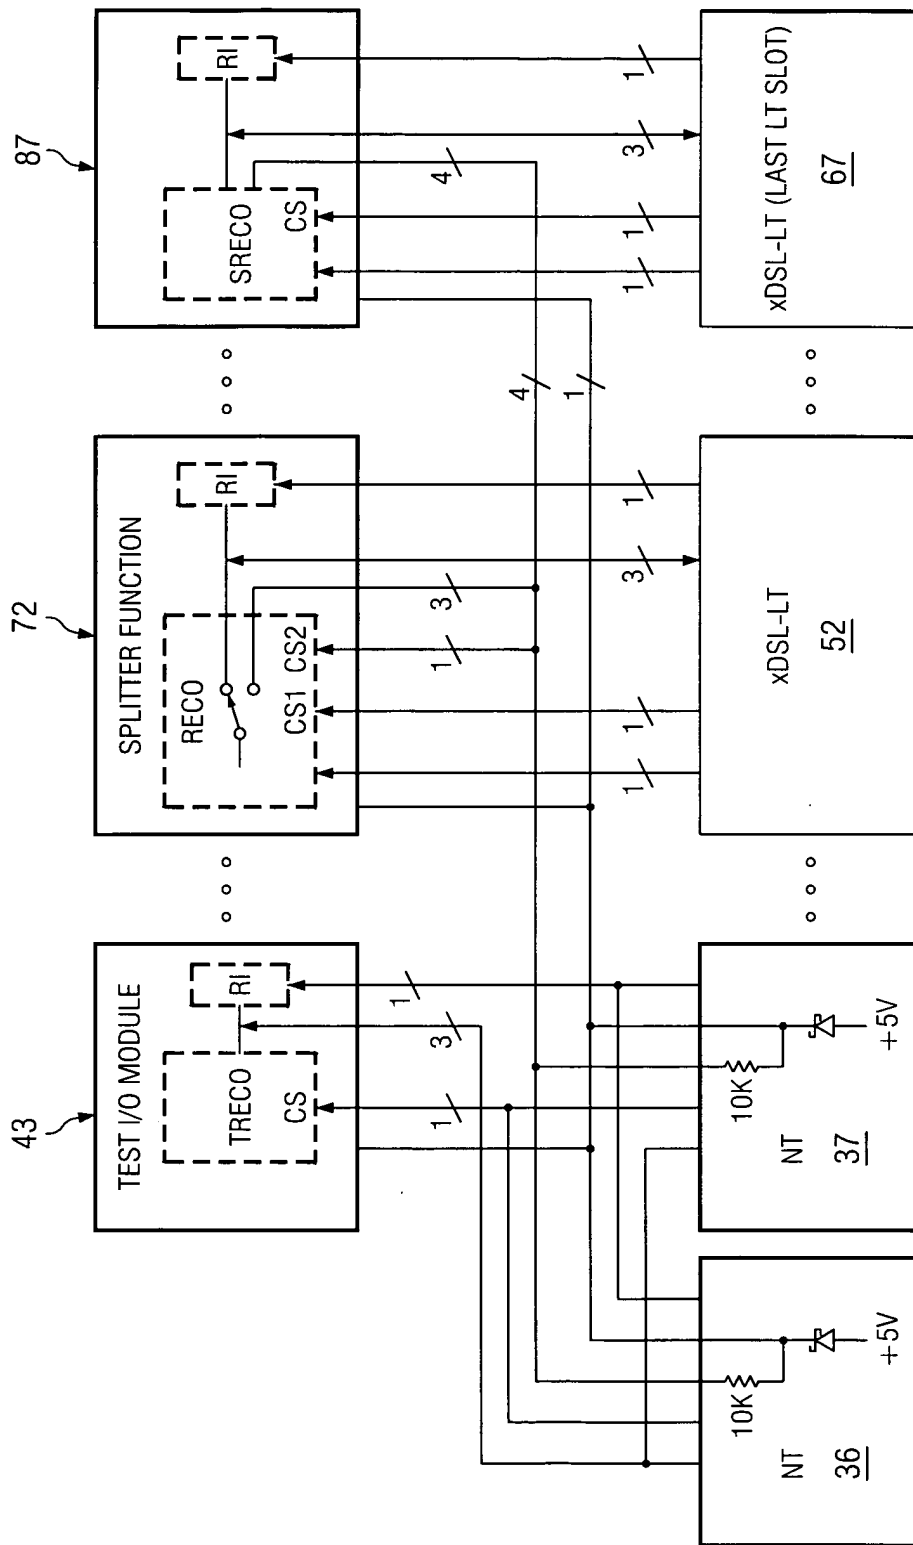 43
TEST I/O MODULE
TRECO
CS
RI
1
3
1
72
SPLITTER FUNCTION
RECO
CS1
CS2
RI
1
1
1
3
3
1
87
SRECO
CS
RI
4
1
1
3
1
4
1
NT
36
10K
+5V
NT
37
10K
+5V
xDSL-LT
52
xDSL-LT (LAST LT SLOT)
67